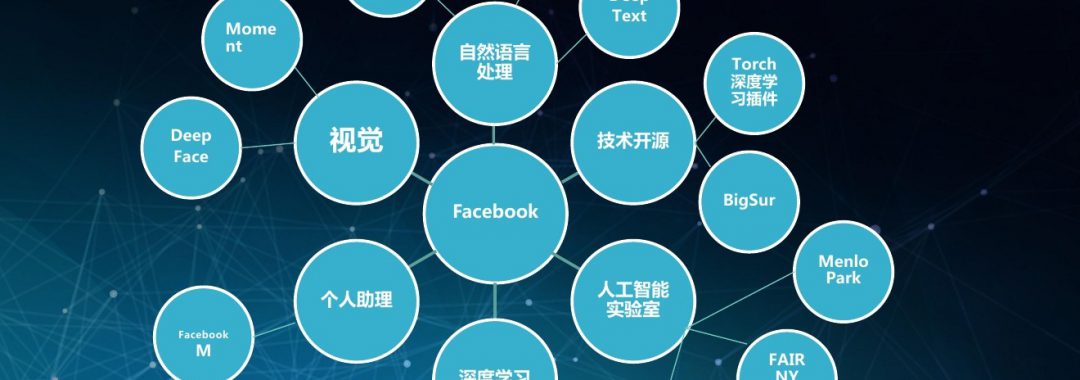 Deep
Text
Mome
nt
自然语言
处理
Torch
深度学
习插件
Deep
Face
视觉
技术开源
BigSur
Facebook
Menlo
Park
个人助理
人工智能
实验室
Facebook
M
深度学习
FAIR
NY